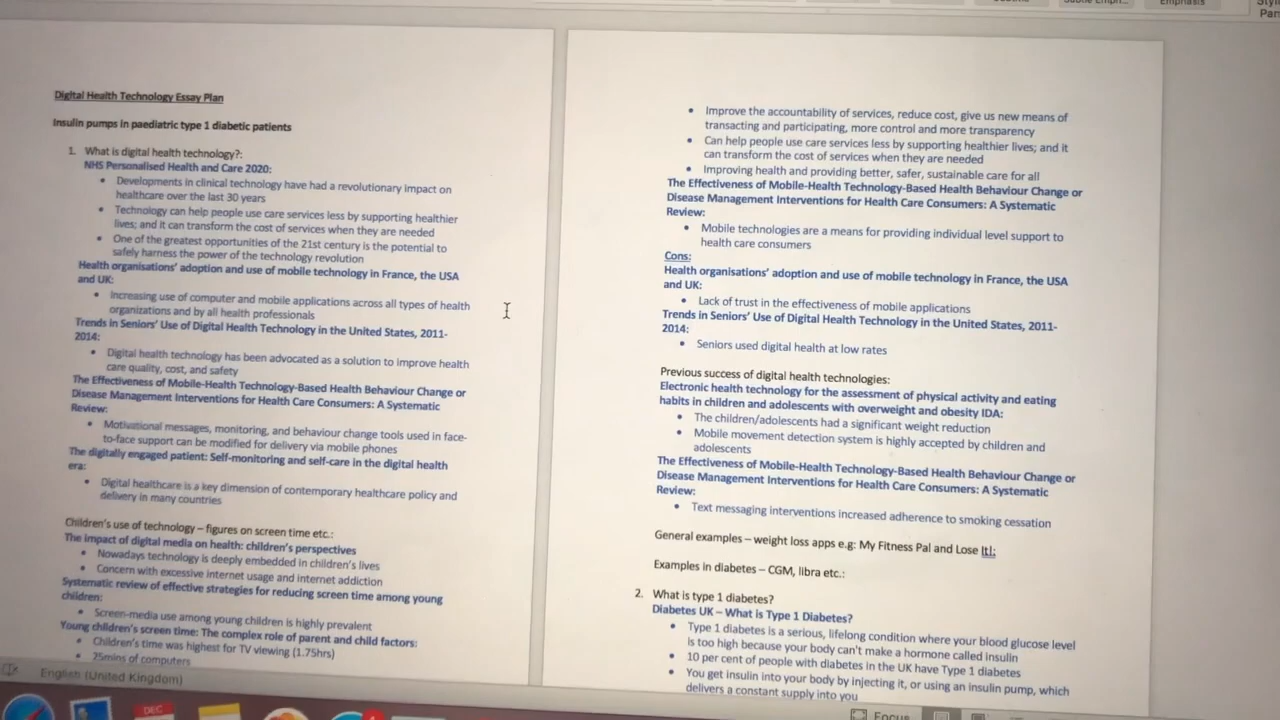 Emphasis
Digital Health Technology Essay Plan
Insulin pumps in paediatric type 1 diabetic patients
1. What is digital health technology?:
NHS Personalised Health and Care 2020:
• Developments in clinical technology have had a revolutionary impact on
healthcare over the last 30 years
• Technology can help people use care services less by supporting healthier
lives; and it can transform the cost of services when they are needed
• One of the greatest opportunities of the 21st century is the potential to
safely harness the power of the technology revolution
Health organisations' adoption and use of mobile technology in France, the USA
and UK:
• Increasing use of computer and mobile applications across all types of health
organizations and by all health professionals
Trends in Seniors' Use of Digital Health Technology in the United States, 2011-
2014:
• Digital health technology has been advocated as a solution to improve health
care quality, cost, and safety
The Effectiveness of Mobile-Health Technology-Based Health Behaviour Change or
Disease Management Interventions for Health Care Consumers: A Systematic
Review:
• Motivational messages, monitoring, and behaviour change tools used in face-
to-face support can be modified for delivery via mobile phones
The digitally engaged patient: Self-monitoring and self-care in the digital health
era:
• Digital healthcare is a key dimension of contemporary healthcare policy and
delivery in many countries
Children's use of technology – figures on screen time etc.:
The impact of digital media on health: children's perspectives
• Nowadays technology is deeply embedded in children's lives
• Concern with excessive internet usage and internet addiction
Systematic review of effective strategies for reducing screen time among young
children:
• Screen-media use among young children is highly prevalent
Young children's screen time: The complex role of parent and child factors:
• Children's time was highest for TV viewing (1.75hrs)
• 25mins of computers
• Improve the accountability of services, reduce cost, give us new means of
transacting and participating, more control and more transparency
• Can help people use care services less by supporting healthier lives; and it
can transform the cost of services when they are needed
• Improving health and providing better, safer, sustainable care for all
The Effectiveness of Mobile-Health Technology-Based Health Behaviour Change or
Disease Management Interventions for Health Care Consumers: A Systematic
Review:
• Mobile technologies are a means for providing individual level support to
health care consumers
Cons:
Health organisations' adoption and use of mobile technology in France, the USA
and UK:
• Lack of trust in the effectiveness of mobile applications
Trends in Seniors' Use of Digital Health Technology in the United States, 2011-
2014:
• Seniors used digital health at low rates
Previous success of digital health technologies:
Electronic health technology for the assessment of physical activity and eating
habits in children and adolescents with overweight and obesity IDA:
• The children/adolescents had a significant weight reduction
• Mobile movement detection system is highly accepted by children and
adolescents
The Effectiveness of Mobile-Health Technology-Based Health Behaviour Change or
Disease Management Interventions for Health Care Consumers: A Systematic
Review:
• Text messaging interventions increased adherence to smoking cessation
General examples – weight loss apps e.g: My Fitness Pal and Lose It!:
Examples in diabetes – CGM, libra etc.:
2. What is type 1 diabetes?
Diabetes UK – What is Type 1 Diabetes?
• Type 1 diabetes is a serious, lifelong condition where your blood glucose level
is too high because your body can't make a hormone called insulin
• 10 per cent of people with diabetes in the UK have Type 1 diabetes
• You get insulin into your body by injecting it, or using an insulin pump, which
delivers a constant supply into you
English (United Kingdom)
Focus
DEC